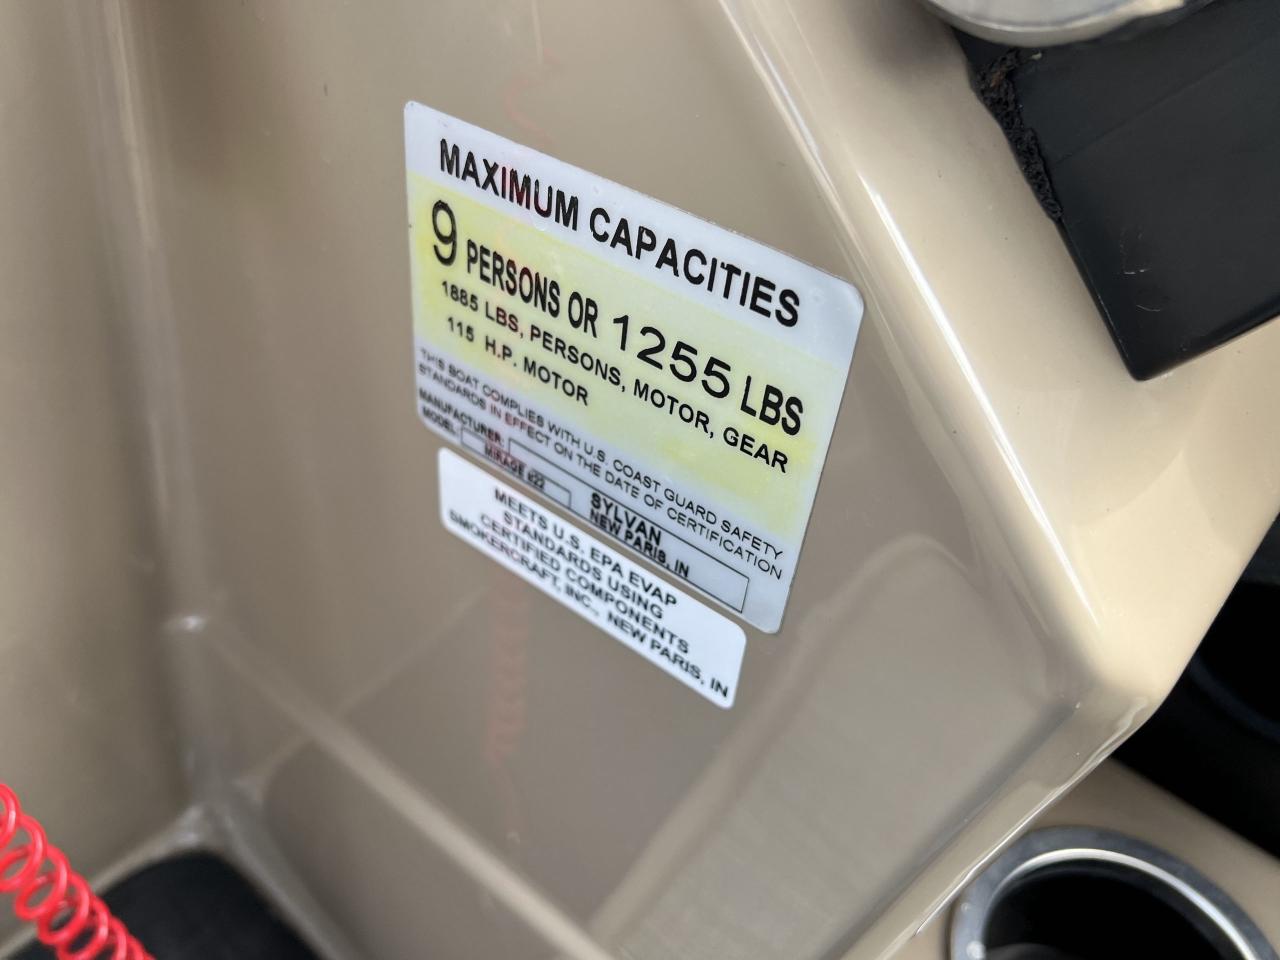 MAXIMUM CAPACITIES
9 PERSONS OR 1255 LBS
1885 LBS, PERSONS, MOTOR, GEAR
115 H.P. MOTOR
THIS BOAT COMPLIES WITH U.S. COAST GUARD SAFETY
STANDARDS IN EFFECT ON THE DATE OF CERTIFICATION
MANUFACTURER: SYLVAN
NEW PARIS, IN
MODEL: MIRAGE 822
MEETS U.S. EPA EVAP
STANDARDS USING
CERTIFIED COMPONENTS
SMOKERCRAFT, INC., NEW PARIS, IN